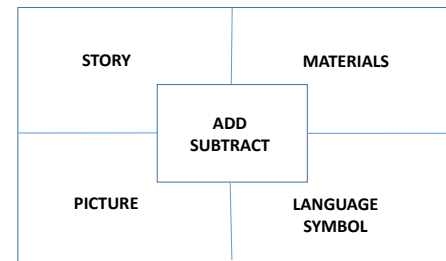 STORY
MATERIALS
ADD
SUBTRACT
PICTURE
LANGUAGE
SYMBOL